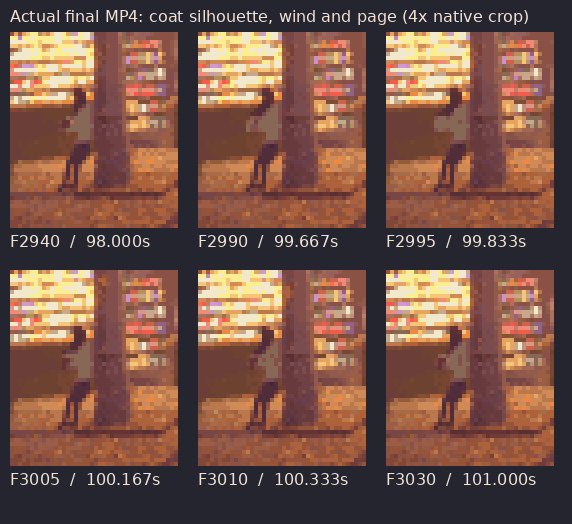 Actual final MP4: coat silhouette, wind and page (4x native crop)
F2940 / 98.000s
F2990 / 99.667s
F2995 / 99.833s
F3005 / 100.167s
F3010 / 100.333s
F3030 / 101.000s